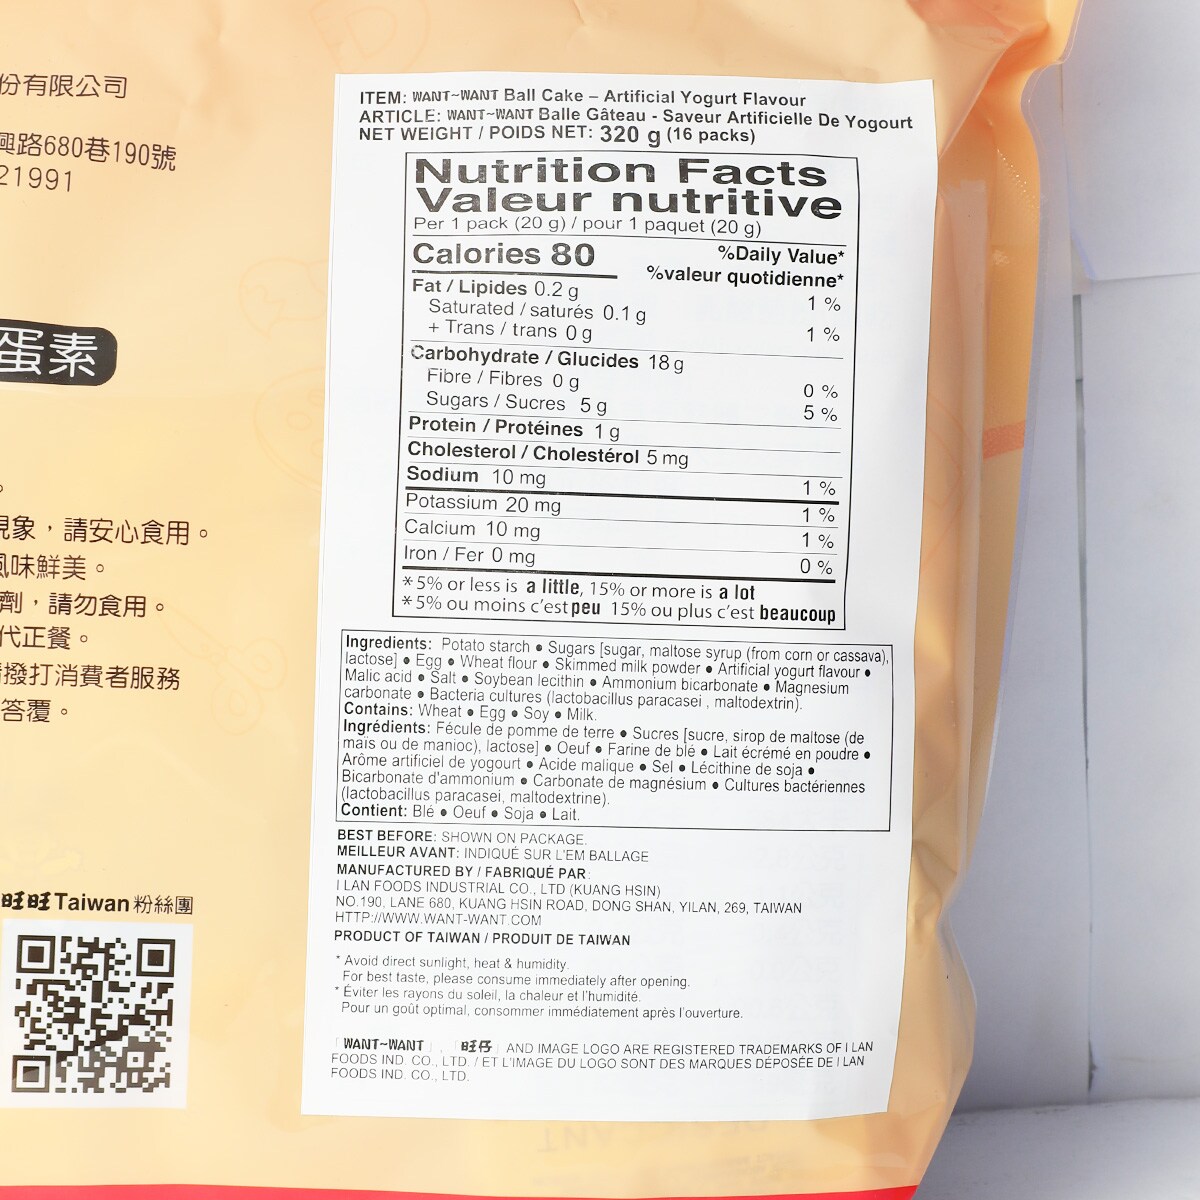 份有限公司
興路680巷190號
21991
蛋素
。
現象，請安心食用。
風味鮮美。
劑，請勿食用。
代正餐。
撥打消費者服務
答覆。
旺旺Taiwan粉絲團
ITEM: WANT~WANT Ball Cake – Artificial Yogurt Flavour
ARTICLE: WANT~WANT Balle Gâteau - Saveur Artificielle De Yogourt
NET WEIGHT / POIDS NET: 320 g (16 packs)
Nutrition Facts
Valeur nutritive
Per 1 pack (20 g) / pour 1 paquet (20 g)
Calories 80
%Daily Value*
%valeur quotidienne*
Fat / Lipides 0.2 g 1 %
Saturated / saturés 0.1 g
+ Trans / trans 0 g 1 %
Carbohydrate / Glucides 18 g
Fibre / Fibres 0 g 0 %
Sugars / Sucres 5 g 5 %
Protein / Protéines 1 g
Cholesterol / Cholestérol 5 mg
Sodium 10 mg 1 %
Potassium 20 mg 1 %
Calcium 10 mg 1 %
Iron / Fer 0 mg 0 %
*5% or less is a little, 15% or more is a lot
*5% ou moins c'est peu 15% ou plus c'est beaucoup
Ingredients: Potato starch • Sugars [sugar, maltose syrup (from corn or cassava),
lactose] • Egg • Wheat flour • Skimmed milk powder • Artificial yogurt flavour •
Malic acid • Salt • Soybean lecithin • Ammonium bicarbonate • Magnesium
carbonate • Bacteria cultures (lactobacillus paracasei , maltodextrin).
Contains: Wheat • Egg • Soy • Milk.
Ingrédients: Fécule de pomme de terre • Sucres [sucre, sirop de maltose (de
maïs ou de manioc), lactose] • Oeuf • Farine de blé • Lait écrémé en poudre •
Arôme artificiel de yogourt • Acide malique • Sel • Lécithine de soja •
Bicarbonate d'ammonium • Carbonate de magnésium • Cultures bactériennes
(lactobacillus paracasei, maltodextrine).
Contient: Blé • Oeuf • Soja • Lait.
BEST BEFORE: SHOWN ON PACKAGE.
MEILLEUR AVANT: INDIQUÉ SUR L'EM BALLAGE
MANUFACTURED BY / FABRIQUÉ PAR:
I LAN FOODS INDUSTRIAL CO., LTD (KUANG HSIN)
NO.190, LANE 680, KUANG HSIN ROAD, DONG SHAN, YILAN, 269, TAIWAN
HTTP://WWW.WANT-WANT.COM
PRODUCT OF TAIWAN / PRODUIT DE TAIWAN
* Avoid direct sunlight, heat & humidity.
For best taste, please consume immediately after opening.
* Éviter les rayons du soleil, la chaleur et l'humidité.
Pour un goût optimal, consommer immédiatement après l'ouverture.
WANT~WANT , 旺仔 AND IMAGE LOGO ARE REGISTERED TRADEMARKS OF I LAN
FOODS IND. CO., LTD. / ET L'IMAGE DU LOGO SONT DES MARQUES DÉPOSÉE DE I LAN
FOODS IND. CO., LTD.